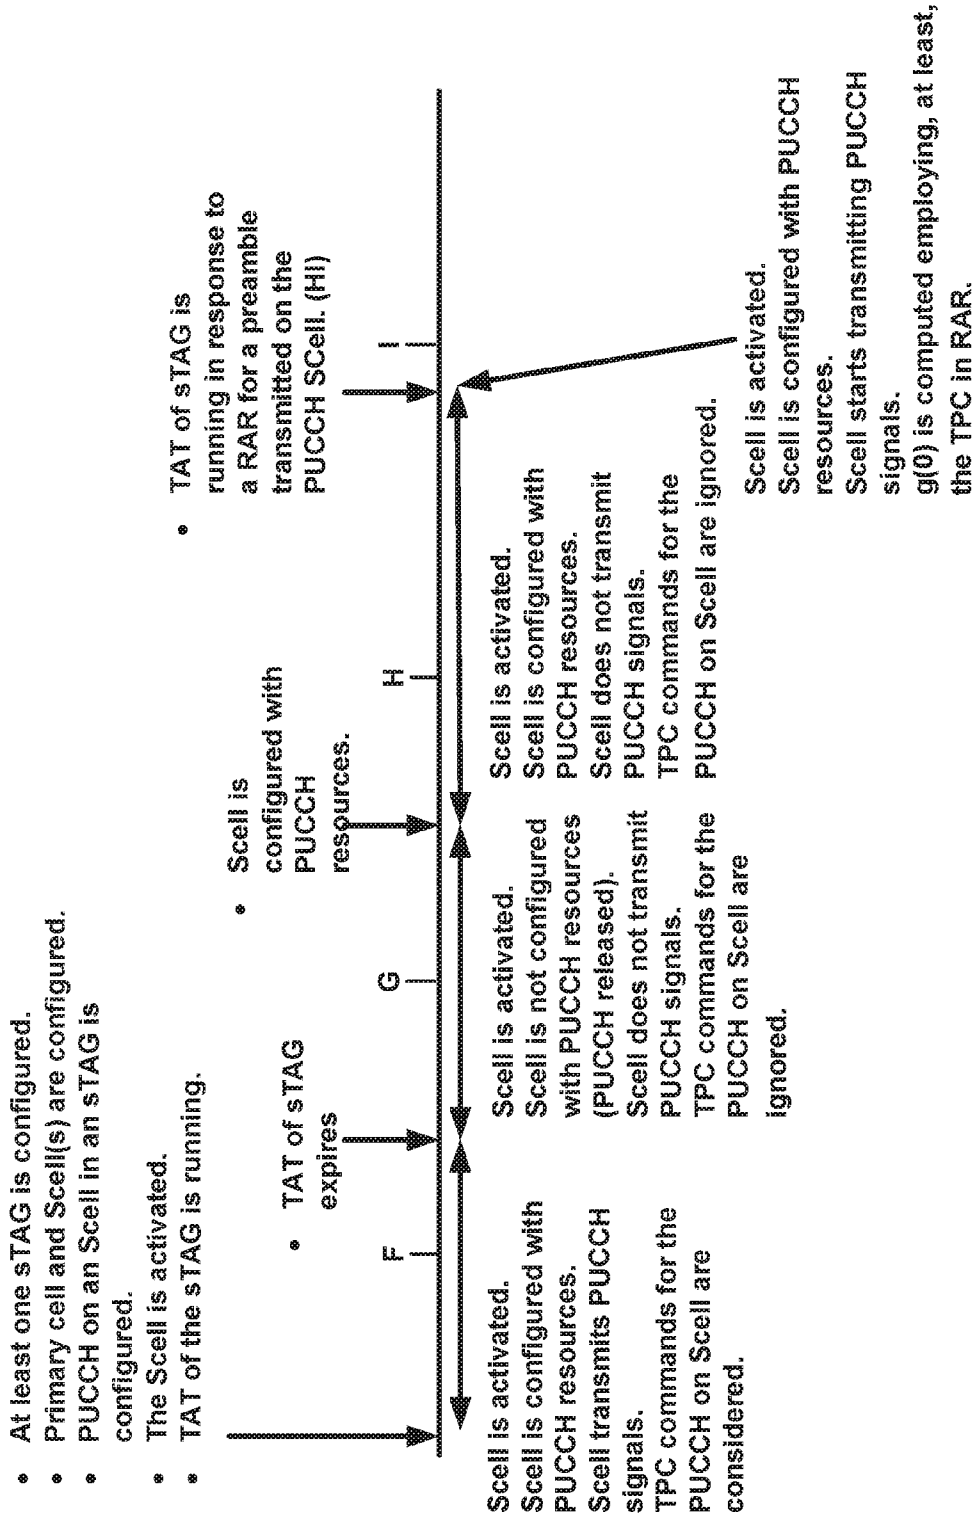 At least one sTAG is configured.
Primary cell and Scell(s) are configured.
PUCCH on an Scell in an sTAG is
configured.
The Scell is activated.
TAT of the sTAG is running.
TAT of sTAG
expires
Scell is
configured with
PUCCH
resources.
TAT of sTAG is
running in response to
a RAR for a preamble
transmitted on the
PUCCH SCell. (HI)
F
G
H
I
Scell is activated.
Scell is configured with
PUCCH resources.
Scell transmits PUCCH
signals.
TPC commands for the
PUCCH on Scell are
considered.
Scell is activated.
Scell is not configured
with PUCCH resources
(PUCCH released).
Scell does not transmit
PUCCH signals.
TPC commands for the
PUCCH on Scell are
ignored.
Scell is activated.
Scell is configured with
PUCCH resources.
Scell does not transmit
PUCCH signals.
TPC commands for the
PUCCH on Scell are ignored.
Scell is activated.
Scell is configured with PUCCH
resources.
Scell starts transmitting PUCCH
signals.
g(0) is computed employing, at least,
the TPC in RAR.